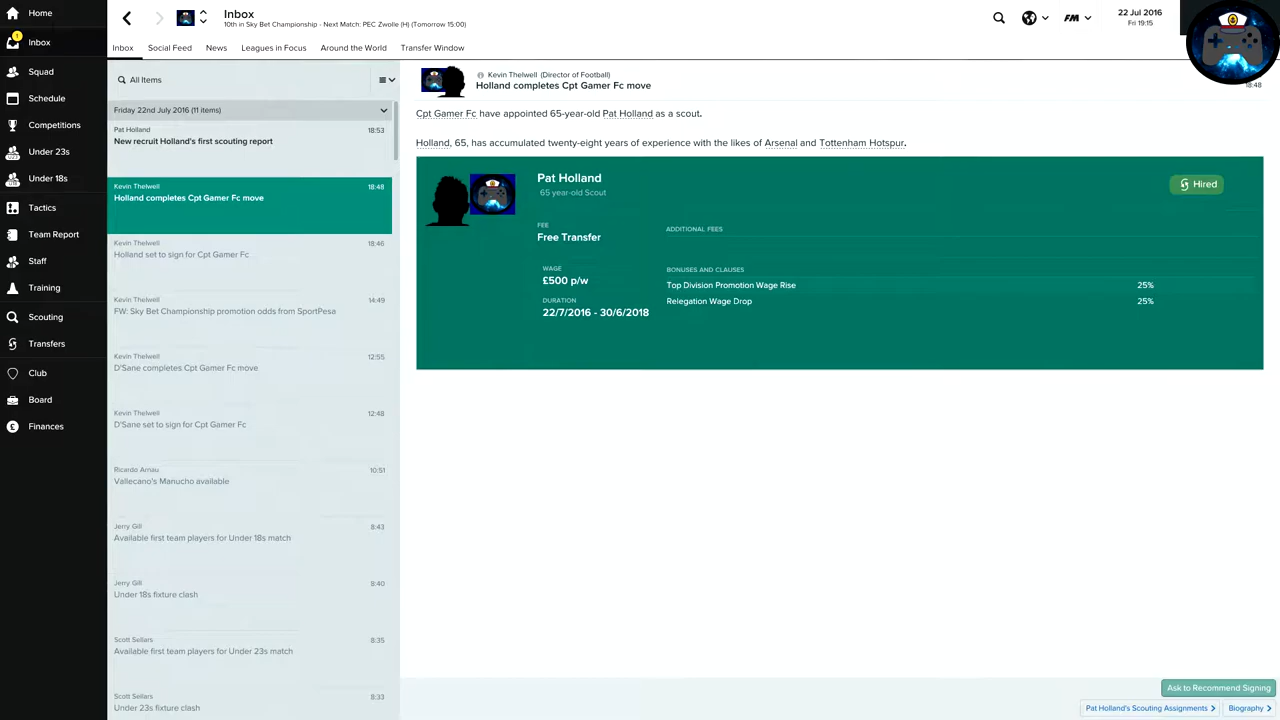 Home
Inbox
1
Squad
Schedule
Competitions
Under 23s
Under 18s
Tactics
Team Report
Staff
Training
Scouting
Transfers
Club
Board
Finances
Inbox
10th in Sky Bet Championship - Next Match: PEC Zwolle (H) (Tomorrow 15:00)
FM
22 Jul 2016
Fri 19:15
Inbox
Social Feed
News
Leagues in Focus
Around the World
Transfer Window
All Items
Friday 22nd July 2016 (11 items)
Pat Holland 18:53
New recruit Holland's first scouting report
Kevin Thelwell 18:48
Holland completes Cpt Gamer Fc move
Kevin Thelwell 18:46
Holland set to sign for Cpt Gamer Fc
Kevin Thelwell 14:49
FW: Sky Bet Championship promotion odds from SportPesa
Kevin Thelwell 12:55
D'Sane completes Cpt Gamer Fc move
Kevin Thelwell 12:48
D'Sane set to sign for Cpt Gamer Fc
Ricardo Arnau 10:51
Vallecano's Manucho available
Jerry Gill 8:43
Available first team players for Under 18s match
Jerry Gill 8:40
Under 18s fixture clash
Scott Sellars 8:35
Available first team players for Under 23s match
Scott Sellars 8:33
Under 23s fixture clash
Kevin Thelwell (Director of Football)
Holland completes Cpt Gamer Fc move
18:48
Cpt Gamer Fc have appointed 65-year-old Pat Holland as a scout.
Holland, 65, has accumulated twenty-eight years of experience with the likes of Arsenal and Tottenham Hotspur.
Pat Holland
65 year-old Scout
Hired
FEE
Free Transfer
ADDITIONAL FEES
WAGE
£500 p/w
DURATION
22/7/2016 - 30/6/2018
BONUSES AND CLAUSES
Top Division Promotion Wage Rise 25%
Relegation Wage Drop 25%
Ask to Recommend Signing
Pat Holland's Scouting Assignments
Biography